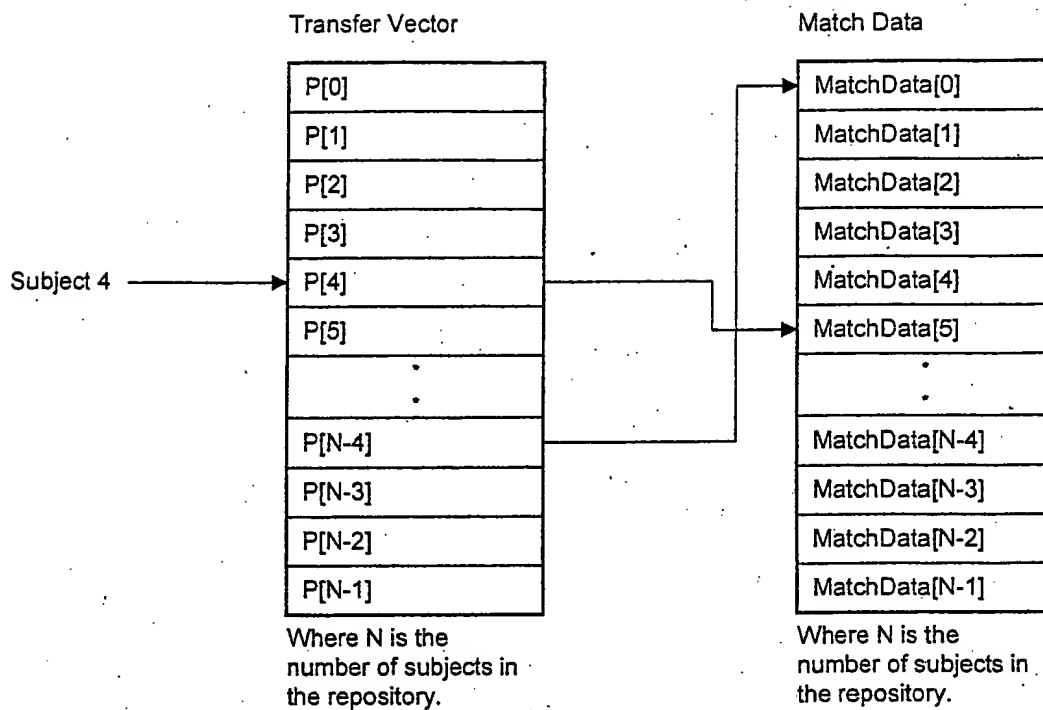 Transfer Vector
Match Data
P[0]
P[1]
P[2]
P[3]
P[4]
P[5]
P[N-4]
P[N-3]
P[N-2]
P[N-1]
Subject 4
MatchData[0]
MatchData[1]
MatchData[2]
MatchData[3]
MatchData[4]
MatchData[5]
MatchData[N-4]
MatchData[N-3]
MatchData[N-2]
MatchData[N-1]
Where N is the
number of subjects in
the repository.
Where N is the
number of subjects in
the repository.